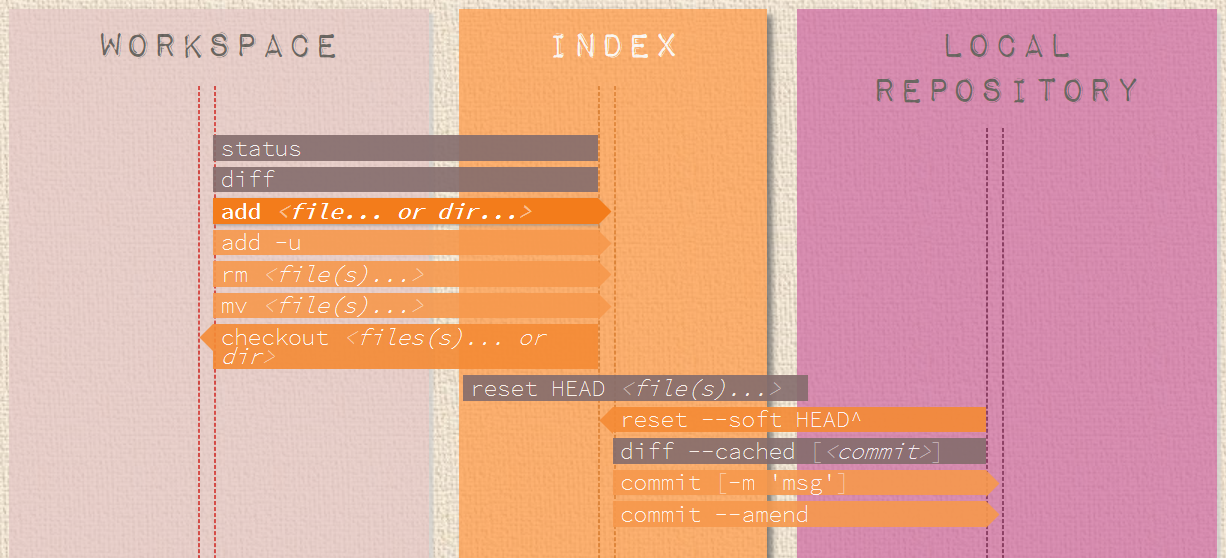 WORKSPACE
INDEX
LOCAL
REPOSITORY
status
diff
add <file... or dir...>
add -u
rm <file(s)...>
mv <file(s)...>
checkout <files(s)... or
dir>
reset HEAD <file(s)...>
reset --soft HEAD^
diff --cached [<commit>]
commit [-m 'msg']
commit --amend